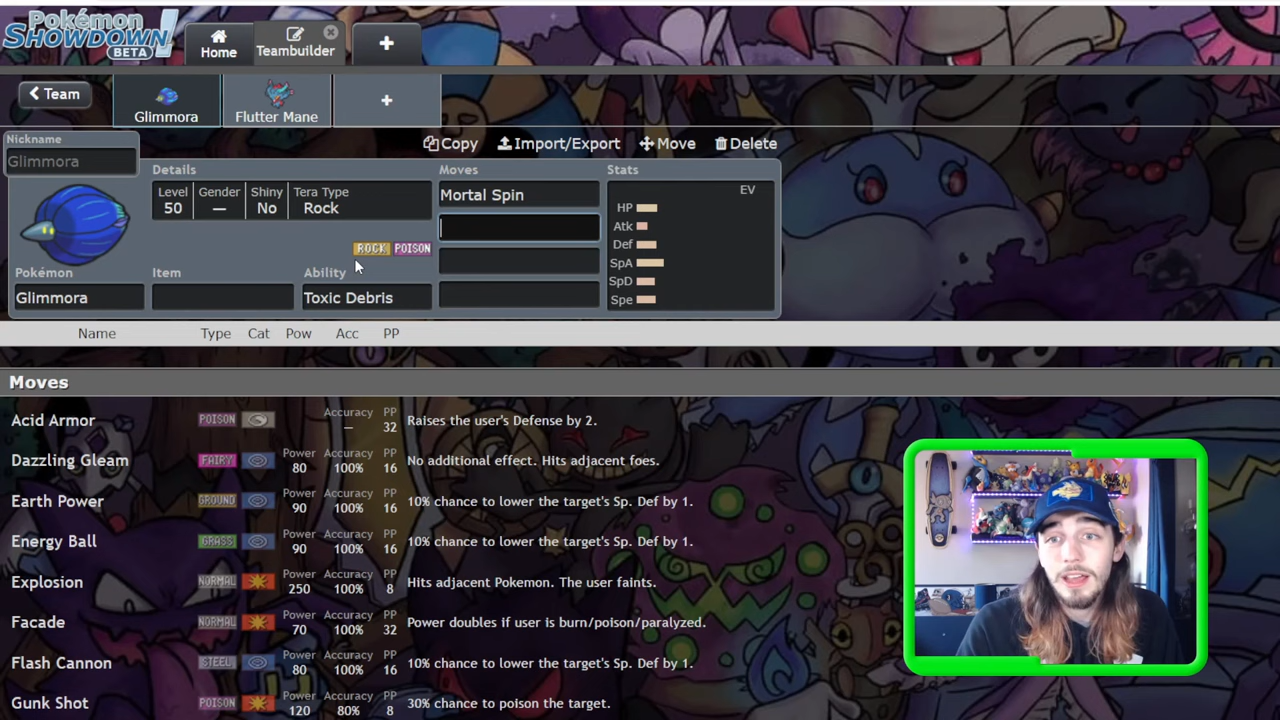 Pokémon
SHOWDOWN!
BETA
Home
Teambuilder
Team
Glimmora
Flutter Mane
Copy
Import/Export
Move
Delete
Nickname
Glimmora
Details
Level
50
Gender
—
Shiny
No
Tera Type
Rock
ROCK POISON
Pokémon
Glimmora
Item
Ability
Toxic Debris
Moves
Mortal Spin
Stats
EV
HP
Atk
Def
SpA
SpD
Spe
Name Type Cat Pow Acc PP
Moves
Acid Armor POISON Accuracy — PP 32 Raises the user's Defense by 2.
Dazzling Gleam FAIRY Power 80 Accuracy 100% PP 16 No additional effect. Hits adjacent foes.
Earth Power GROUND Power 90 Accuracy 100% PP 16 10% chance to lower the target's Sp. Def by 1.
Energy Ball GRASS Power 90 Accuracy 100% PP 16 10% chance to lower the target's Sp. Def by 1.
Explosion NORMAL Power 250 Accuracy 100% PP 8 Hits adjacent Pokemon. The user faints.
Facade NORMAL Power 70 Accuracy 100% PP 32 Power doubles if user is burn/poison/paralyzed.
Flash Cannon STEEL Power 80 Accuracy 100% PP 16 10% chance to lower the target's Sp. Def by 1.
Gunk Shot POISON Power 120 Accuracy 80% PP 8 30% chance to poison the target.